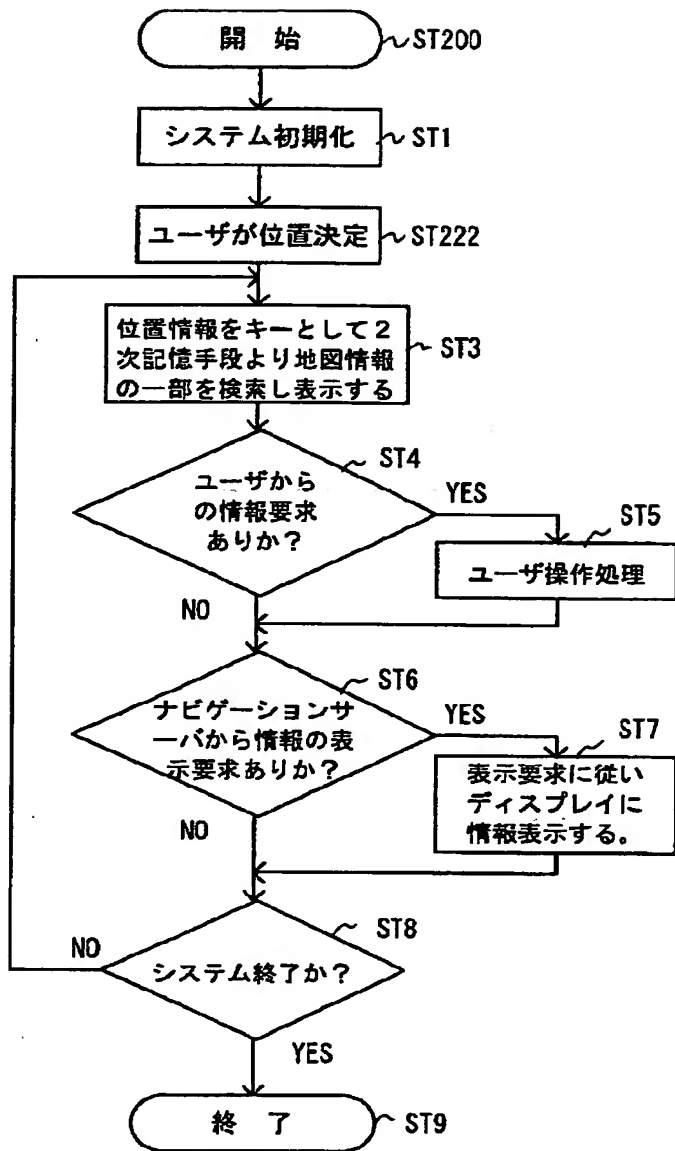 開 始
ST200
システム初期化
ST1
ユーザが位置決定
ST222
位置情報をキーとして2
次記憶手段より地図情報
の一部を検索し表示する
ST3
ST4
ユーザから
の情報要求
ありか?
YES
ST5
ユーザ操作処理
NO
ST6
ナビゲーションサ
ーバから情報の表
示要求ありか?
YES
ST7
表示要求に従い
ディスプレイに
情報表示する。
NO
ST8
NO
システム終了か?
YES
終 了
ST9